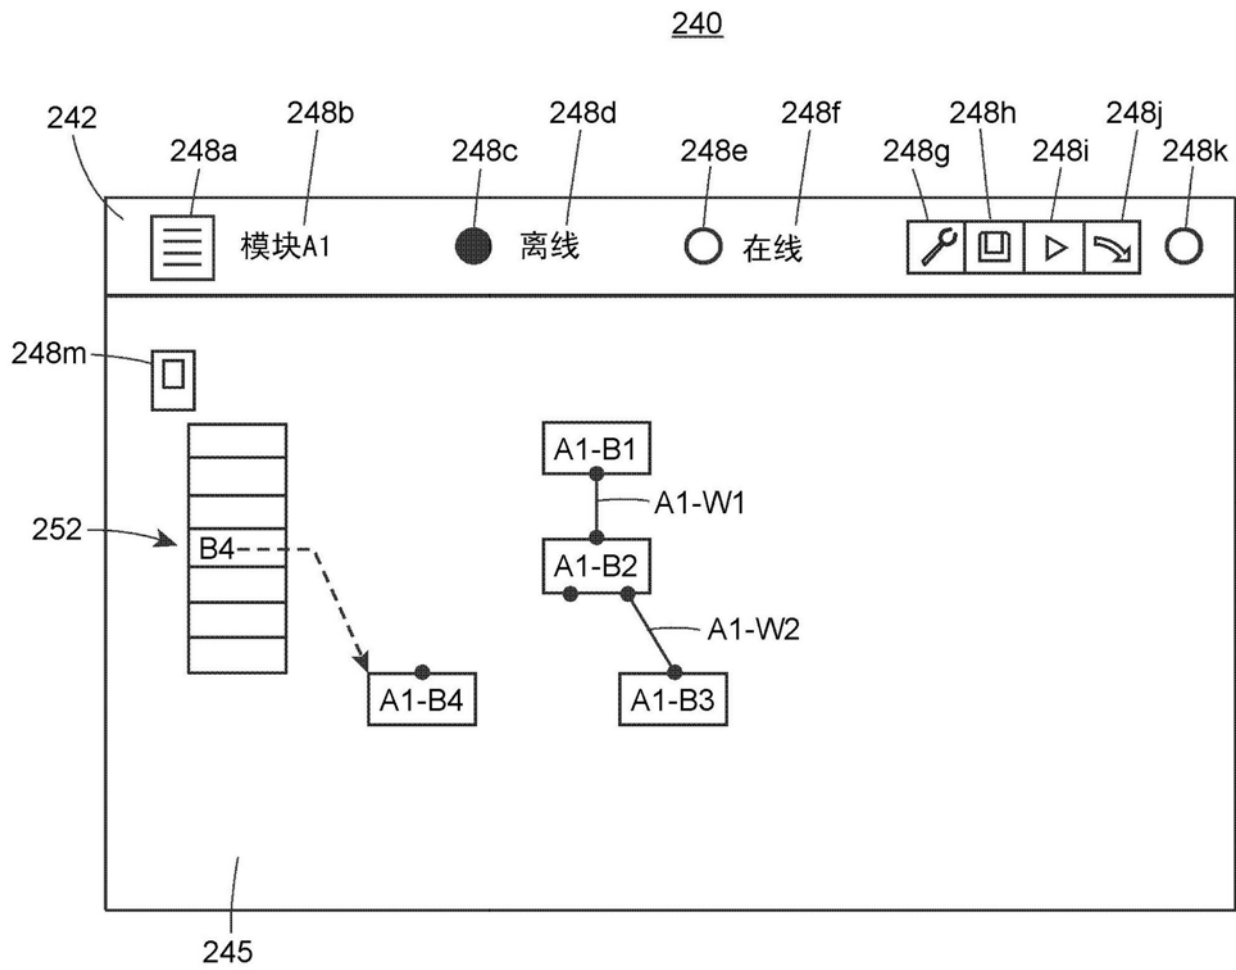 240
248b 248d 248f 248h 248j
242
248a 248c 248e 248g 248i 248k
模块A1 离线 在线
248m
A1-B1
A1-W1
252
B4
A1-B2
A1-W2
A1-B4 A1-B3
245